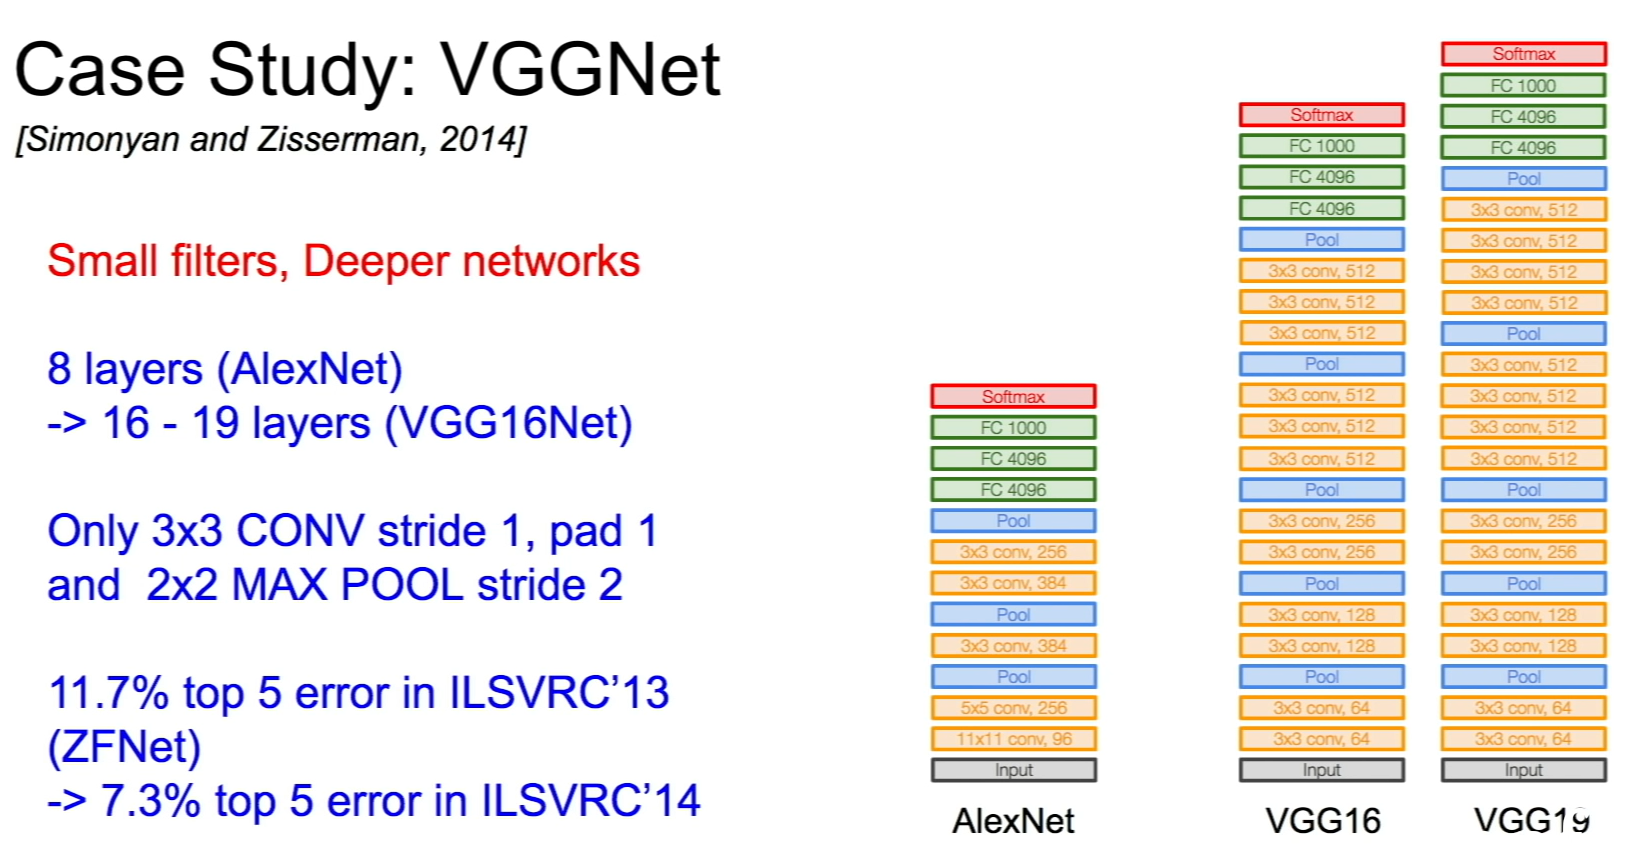 Case Study: VGGNet
[Simonyan and Zisserman, 2014]
Small filters, Deeper networks
8 layers (AlexNet)
-> 16 - 19 layers (VGG16Net)
Only 3x3 CONV stride 1, pad 1
and 2x2 MAX POOL stride 2
11.7% top 5 error in ILSVRC’13
(ZFNet)
-> 7.3% top 5 error in ILSVRC’14
Softmax
FC 1000
FC 4096
FC 4096
Pool
3x3 conv, 256
3x3 conv, 384
Pool
3x3 conv, 384
Pool
5x5 conv, 256
11x11 conv, 96
Input
AlexNet
Softmax
FC 1000
FC 4096
FC 4096
Pool
3x3 conv, 512
3x3 conv, 512
3x3 conv, 512
Pool
3x3 conv, 512
3x3 conv, 512
3x3 conv, 512
Pool
3x3 conv, 256
3x3 conv, 256
Pool
3x3 conv, 128
3x3 conv, 128
Pool
3x3 conv, 64
3x3 conv, 64
Input
VGG16
Softmax
FC 1000
FC 4096
FC 4096
Pool
3x3 conv, 512
3x3 conv, 512
3x3 conv, 512
3x3 conv, 512
Pool
3x3 conv, 512
3x3 conv, 512
3x3 conv, 512
3x3 conv, 512
Pool
3x3 conv, 256
3x3 conv, 256
Pool
3x3 conv, 128
3x3 conv, 128
Pool
3x3 conv, 64
3x3 conv, 64
Input
VGG19